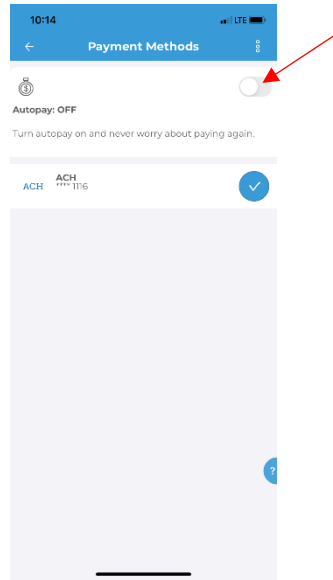 10:14 LTE
Payment Methods
$
Autopay: OFF
Turn autopay on and never worry about paying again.
ACH
ACH
**** 1116
?